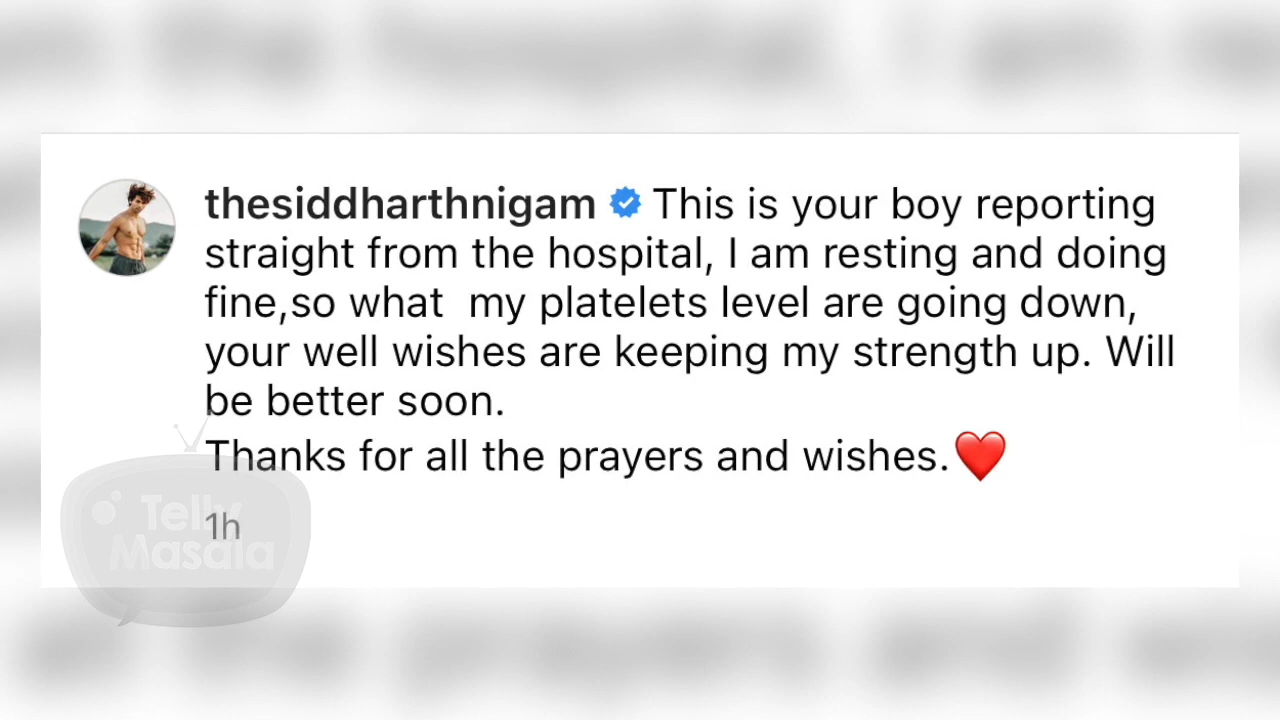 thesiddharthnigam This is your boy reporting
straight from the hospital, I am resting and doing
fine,so what  my platelets level are going down,
your well wishes are keeping my strength up. Will
be better soon.
Thanks for all the prayers and wishes.❤️
1h
Telly
Masala